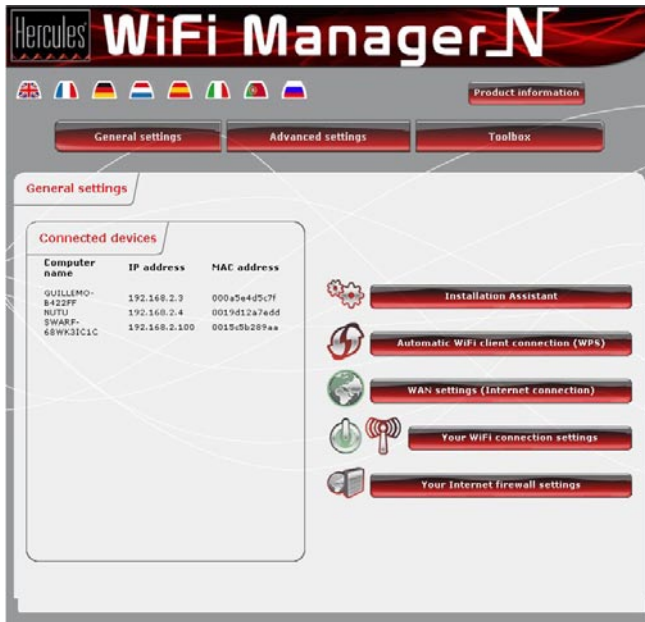 Hercules WiFi Manager N
Product information
General settings Advanced settings Toolbox
General settings
Connected devices
Computer name IP address MAC address
GUILLEMO-B422FF 192.168.2.3 000a5e4d5c7f
NUTU 192.168.2.4 0019d12a7edd
SWARF-68WK3IC1C 192.168.2.100 0015c5b289aa
Installation Assistant
Automatic WiFi client connection (WPS)
WAN settings (Internet connection)
Your WiFi connection settings
Your Internet firewall settings